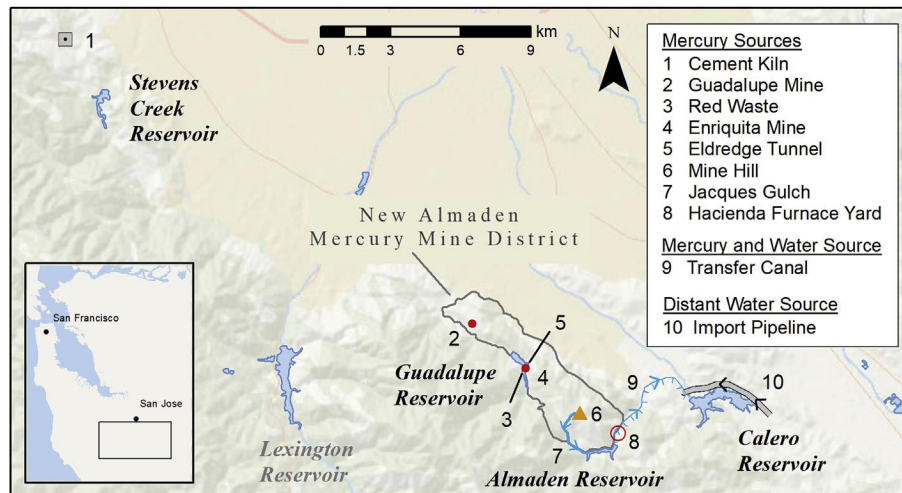 km
0 1.5 3 6 9
N
1
Stevens
Creek
Reservoir
Mercury Sources
1 Cement Kiln
2 Guadalupe Mine
3 Red Waste
4 Enriquita Mine
5 Eldredge Tunnel
6 Mine Hill
7 Jacques Gulch
8 Hacienda Furnace Yard
Mercury and Water Source
9 Transfer Canal
Distant Water Source
10 Import Pipeline
New Almaden
Mercury Mine District
San Francisco
San Jose
2
5
Guadalupe
Reservoir
4
3
9
10
6
8
7
Lexington
Reservoir
Almaden Reservoir
Calero
Reservoir